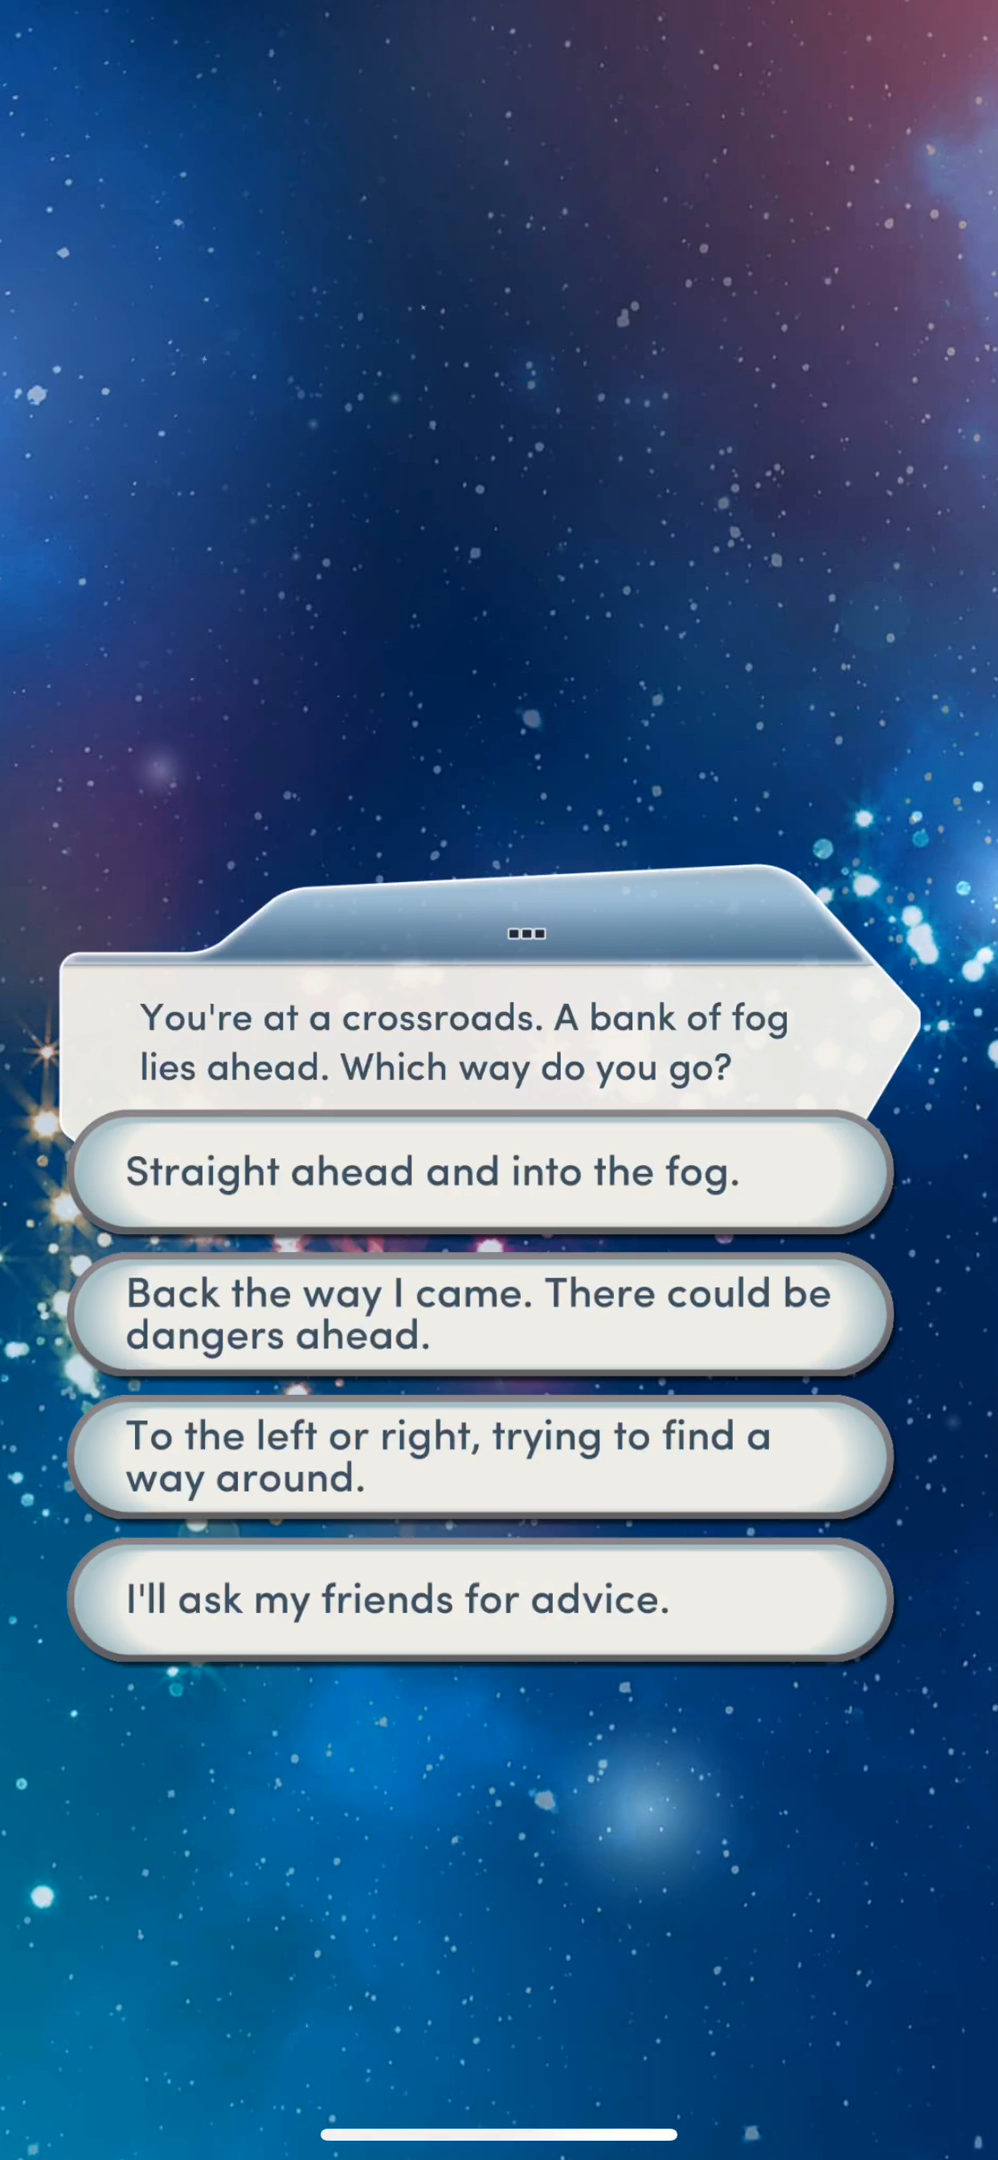 You're at a crossroads. A bank of fog
lies ahead. Which way do you go?
Straight ahead and into the fog.
Back the way I came. There could be
dangers ahead.
To the left or right, trying to find a
way around.
I'll ask my friends for advice.